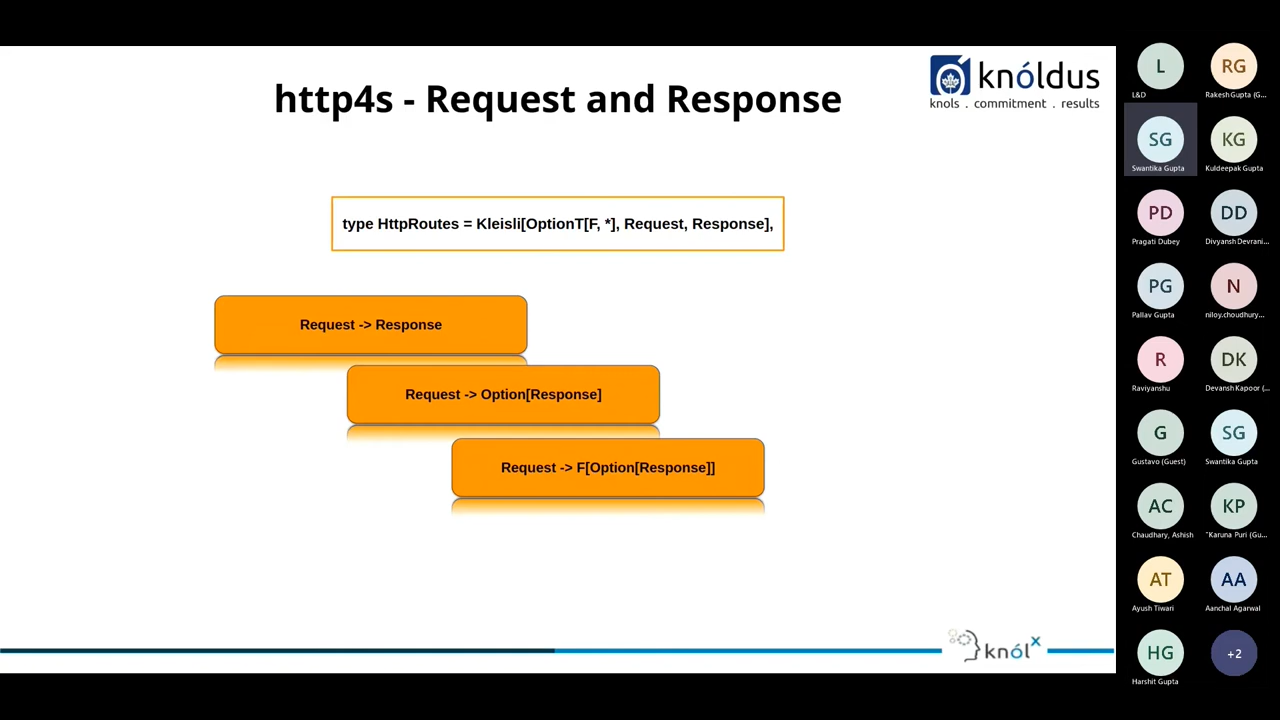 http4s - Request and Response
knóldus
knols . commitment . results
type HttpRoutes = Kleisli[OptionT[F, *], Request, Response],
Request -> Response
Request -> Option[Response]
Request -> F[Option[Response]]
knólx
L
L&D
RG
Rakesh Gupta (G...
SG
Swantika Gupta
KG
Kuldeepak Gupta
PD
Pragati Dubey
DD
Divyansh Devrani...
PG
Pallav Gupta
N
niloy.choudhury...
R
Raviyanshu
DK
Devansh Kapoor (...
G
Gustavo (Guest)
SG
Swantika Gupta
AC
Chaudhary, Ashish
KP
"Karuna Puri (Gu...
AT
Ayush Tiwari
AA
Aanchal Agarwal
HG
Harshit Gupta
+2